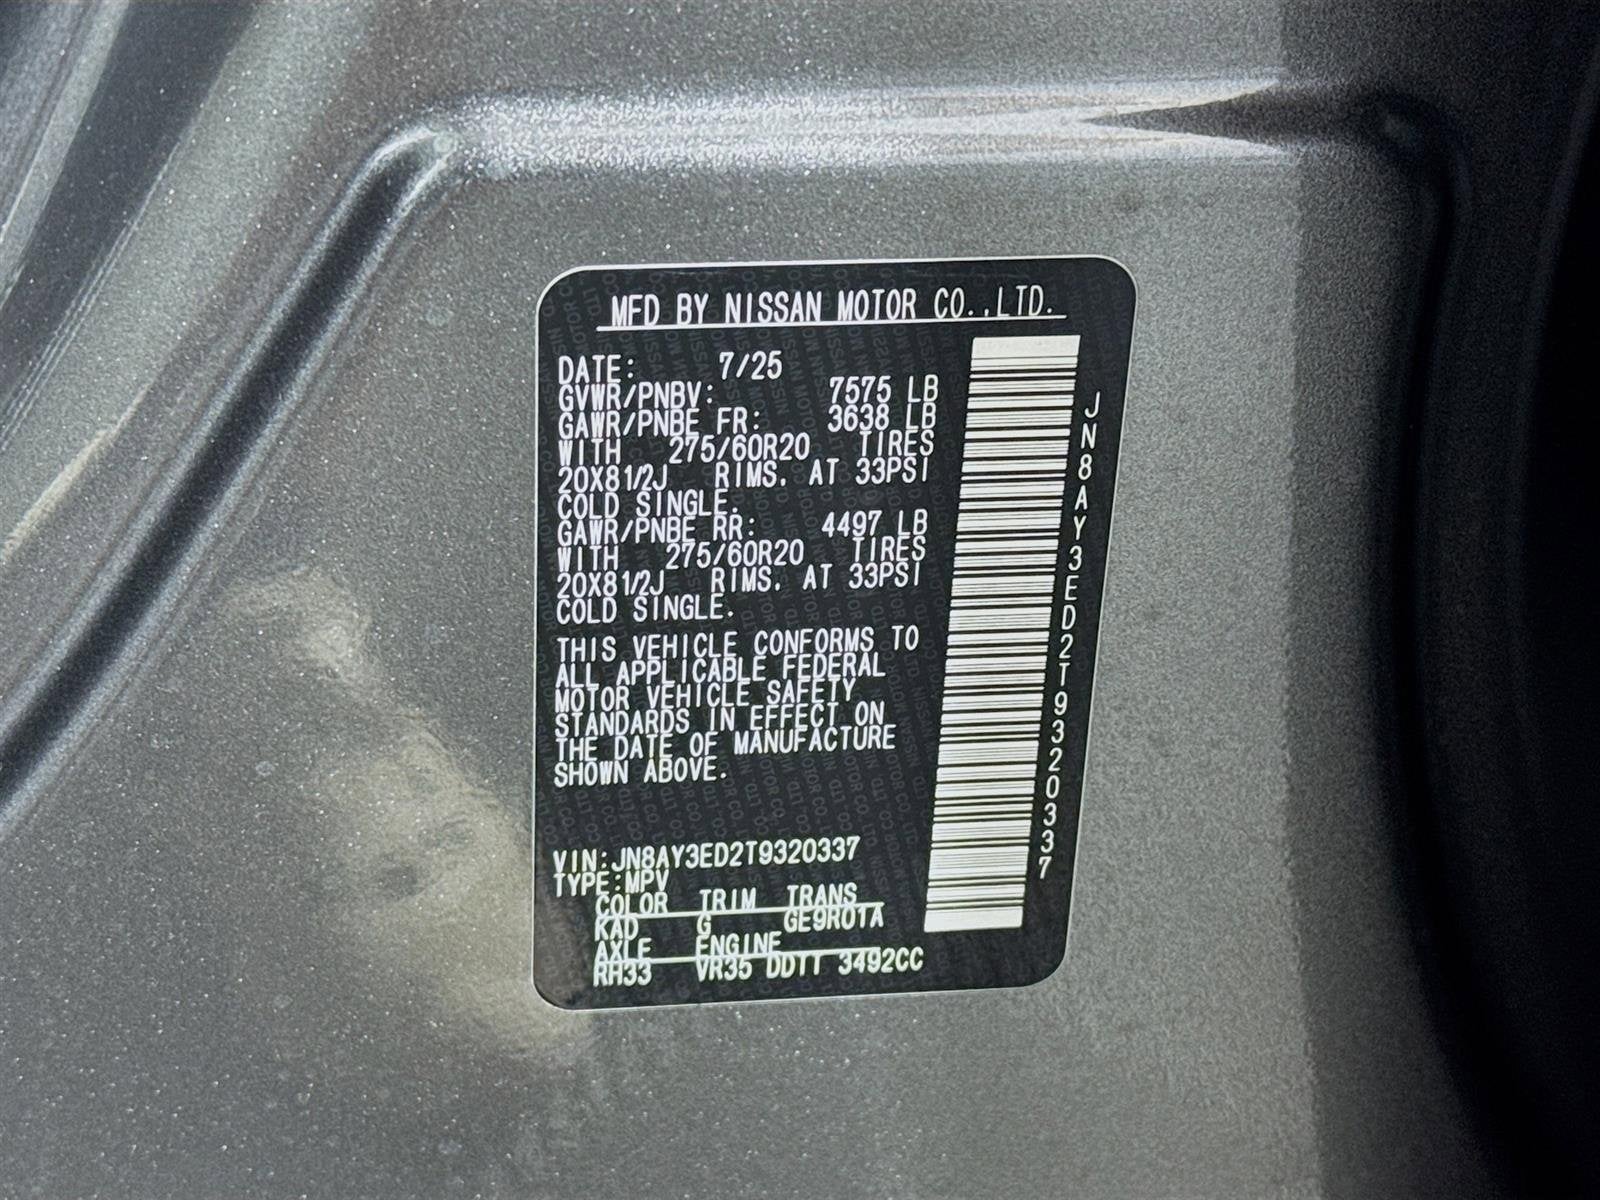 MFD BY NISSAN MOTOR CO.,LTD.
DATE: 7/25
GVWR/PNBV: 7575 LB
GAWR/PNBE FR: 3638 LB
WITH 275/60R20 TIRES
20X81/2J RIMS. AT 33PSI
COLD SINGLE.
GAWR/PNBE RR: 4497 LB
WITH 275/60R20 TIRES
20X81/2J RIMS. AT 33PSI
COLD SINGLE.
THIS VEHICLE CONFORMS TO
ALL APPLICABLE FEDERAL
MOTOR VEHICLE SAFETY
STANDARDS IN EFFECT ON
THE DATE OF MANUFACTURE
SHOWN ABOVE.
VIN:JN8AY3ED2T9320337
TYPE:MPV
COLOR TRIM TRANS
KAD G GE9R01A
AXLE ENGINE
RH33 VR35 DDTT 3492CC
JN8AY3ED2T9320337